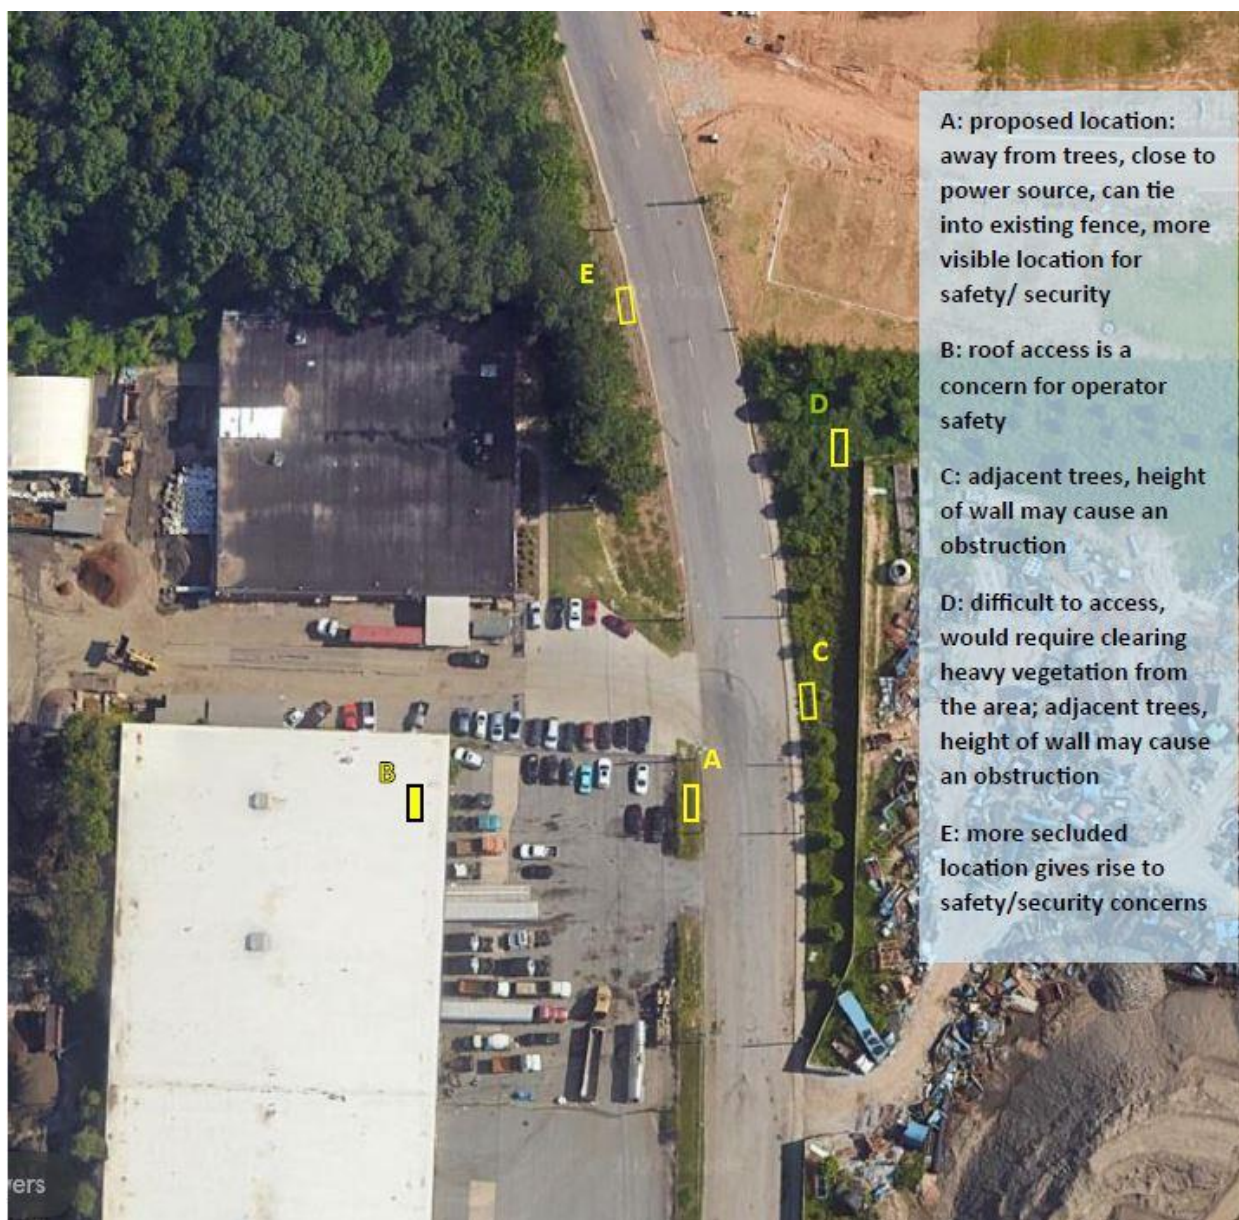 A: proposed location:
away from trees, close to
power source, can tie
into existing fence, more
visible location for
safety/ security
B: roof access is a
concern for operator
safety
C: adjacent trees, height
of wall may cause an
obstruction
D: difficult to access,
would require clearing
heavy vegetation from
the area; adjacent trees,
height of wall may cause
an obstruction
E: more secluded
location gives rise to
safety/security concerns
E
D
C
A
B